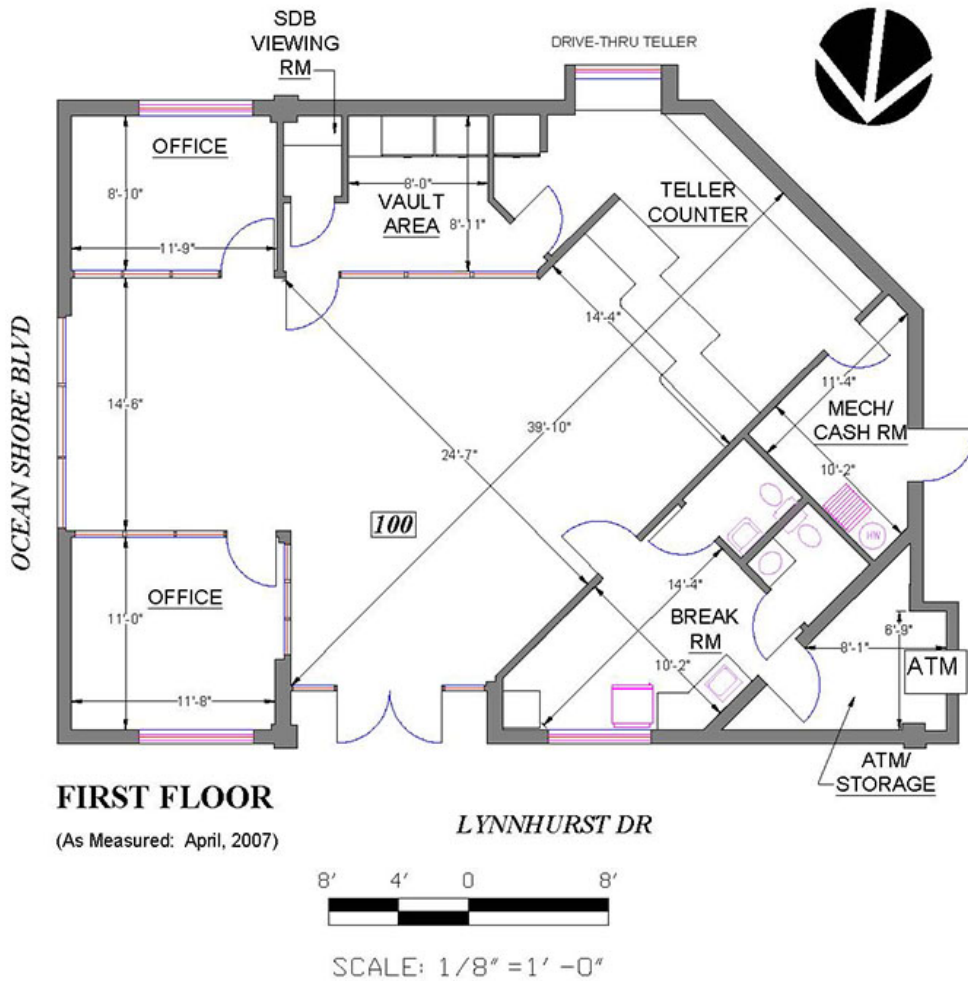 SDB
VIEWING
RM
DRIVE-THRU TELLER
OFFICE
8'-10"
11'-9"
8'-0"
VAULT
AREA
8'-11"
TELLER
COUNTER
14'-4"
11'-4"
MECH/
CASH RM
10'-2"
HW
OCEAN SHORE BLVD
14'-6"
39'-10"
24'-7"
100
OFFICE
11'-0"
11'-8"
14'-4"
BREAK
RM
10'-2"
6'-9"
8'-1"
ATM
ATM/
STORAGE
FIRST FLOOR
(As Measured: April, 2007)
LYNNHURST DR
8' 4' 0 8'
SCALE: 1/8" =1' -0"